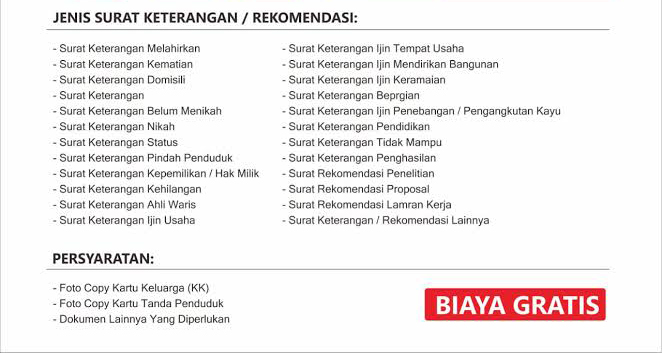 JENIS SURAT KETERANGAN / REKOMENDASI:
- Surat Keterangan Melahirkan
- Surat Keterangan Kematian
- Surat Keterangan Domisili
- Surat Keterangan
- Surat Keterangan Belum Menikah
- Surat Keterangan Nikah
- Surat Keterangan Status
- Surat Keterangan Pindah Penduduk
- Surat Keterangan Kepemilikan / Hak Milik
- Surat Keterangan Kehilangan
- Surat Keterangan Ahli Waris
- Surat Keterangan Ijin Usaha
- Surat Keterangan Ijin Tempat Usaha
- Surat Keterangan Ijin Mendirikan Bangunan
- Surat Keterangan Ijin Keramaian
- Surat Keterangan Beprgian
- Surat Keterangan Ijin Penebangan / Pengangkutan Kayu
- Surat Keterangan Pendidikan
- Surat Keterangan Tidak Mampu
- Surat Keterangan Penghasilan
- Surat Rekomendasi Penelitian
- Surat Rekomendasi Proposal
- Surat Rekomendasi Lamran Kerja
- Surat Keterangan / Rekomendasi Lainnya
PERSYARATAN:
- Foto Copy Kartu Keluarga (KK)
- Foto Copy Kartu Tanda Penduduk
- Dokumen Lainnya Yang Diperlukan
BIAYA GRATIS